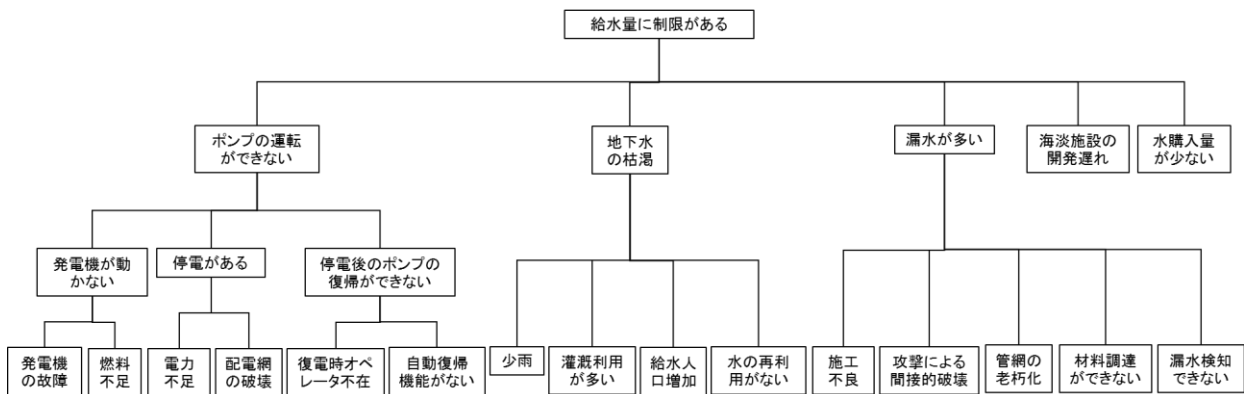 給水量に制限がある
ポンプの運転
ができない
地下水
の枯渇
漏水が多い
海淡施設の
開発遅れ
水購入量
が少ない
発電機が動
かない
停電がある
停電後のポンプの
復帰ができない
発電機
の故障
燃料
不足
電力
不足
配電網
の破壊
復電時オペ
レータ不在
自動復帰
機能がない
少雨
灌漑利用
が多い
給水人
口増加
水の再利
用がない
施工
不良
攻撃による
間接的破壊
管網の
老朽化
材料調達
ができない
漏水検知
できない